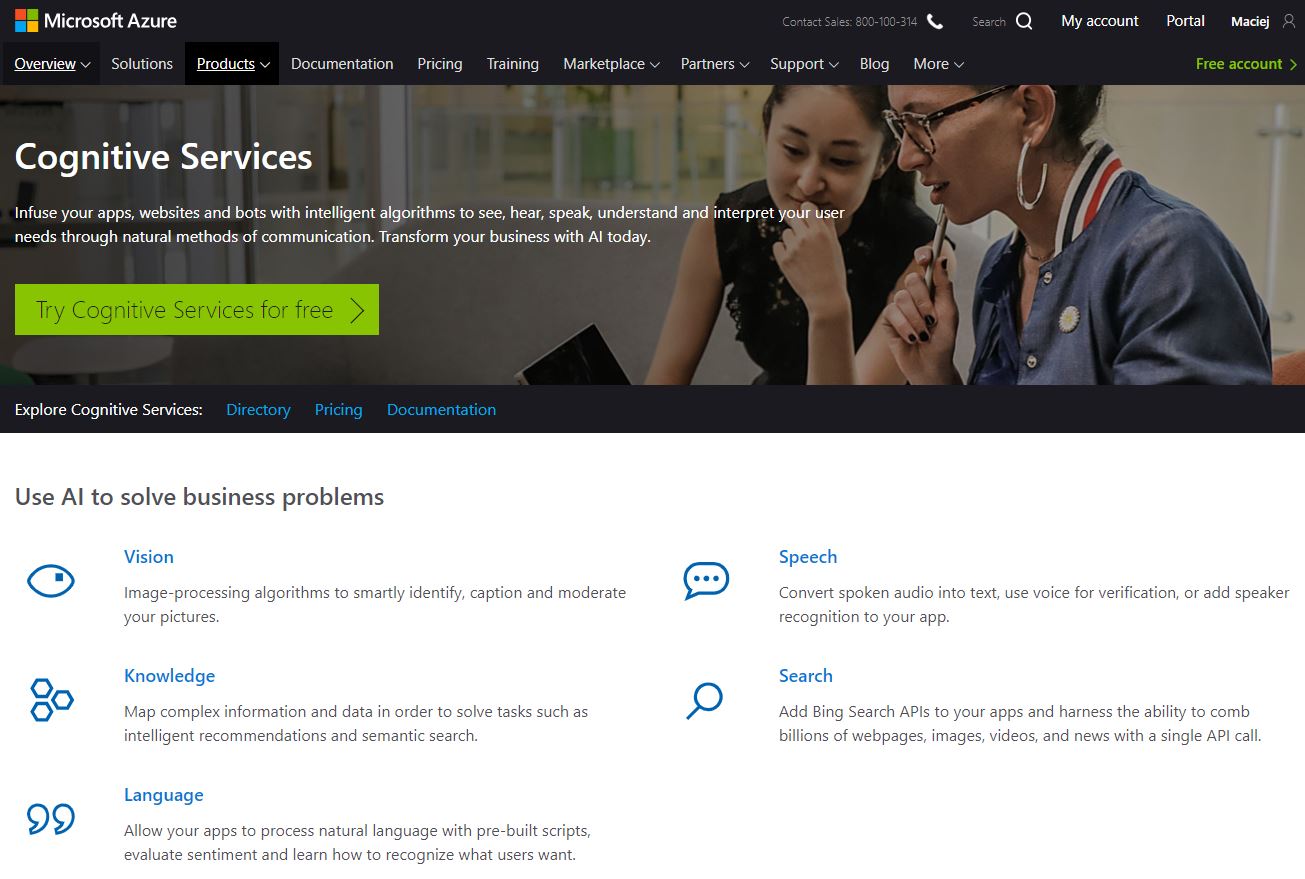 Microsoft Azure
Contact Sales: 800-100-314
Search
My account
Portal
Maciej
Overview
Solutions
Products
Documentation
Pricing
Training
Marketplace
Partners
Support
Blog
More
Free account
Cognitive Services
Infuse your apps, websites and bots with intelligent algorithms to see, hear, speak, understand and interpret your user
needs through natural methods of communication. Transform your business with AI today.
Try Cognitive Services for free
Explore Cognitive Services:
Directory
Pricing
Documentation
Use AI to solve business problems
Vision
Image-processing algorithms to smartly identify, caption and moderate
your pictures.
Speech
Convert spoken audio into text, use voice for verification, or add speaker
recognition to your app.
Knowledge
Map complex information and data in order to solve tasks such as
intelligent recommendations and semantic search.
Search
Add Bing Search APIs to your apps and harness the ability to comb
billions of webpages, images, videos, and news with a single API call.
Language
Allow your apps to process natural language with pre-built scripts,
evaluate sentiment and learn how to recognize what users want.